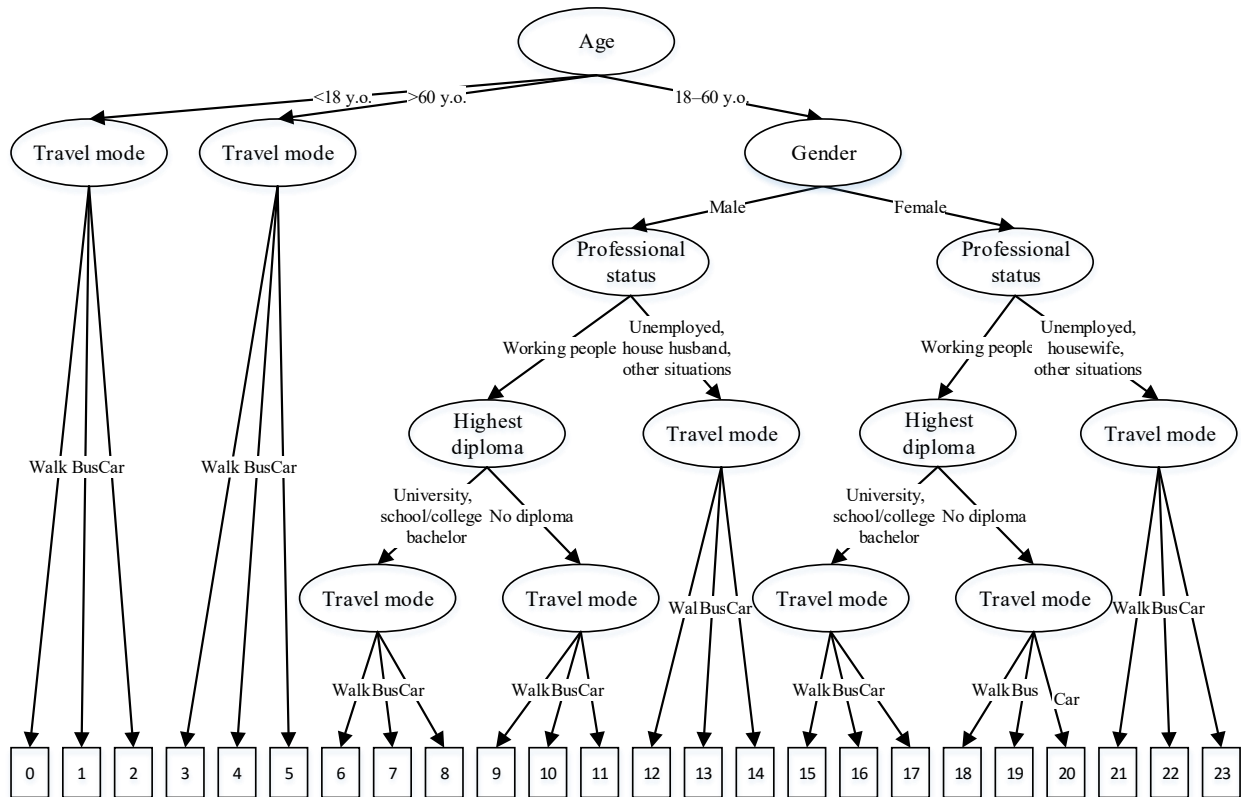 Age
<18 y.o.
>60 y.o.
18–60 y.o.
Travel mode
Travel mode
Gender
Male
Female
Professional
status
Professional
status
Working people
Unemployed,
house husband,
other situations
Working people
Unemployed,
housewife,
other situations
Highest
diploma
Travel mode
Highest
diploma
Travel mode
Walk BusCar
Walk BusCar
University,
school/college
bachelor
No diploma
University,
school/college
bachelor
No diploma
Travel mode
Travel mode
WalBusCar
Travel mode
Travel mode
WalkBusCar
WalkBusCar
WalkBusCar
WalkBusCar
WalkBus
Car
0
1
2
3
4
5
6
7
8
9
10
11
12
13
14
15
16
17
18
19
20
21
22
23